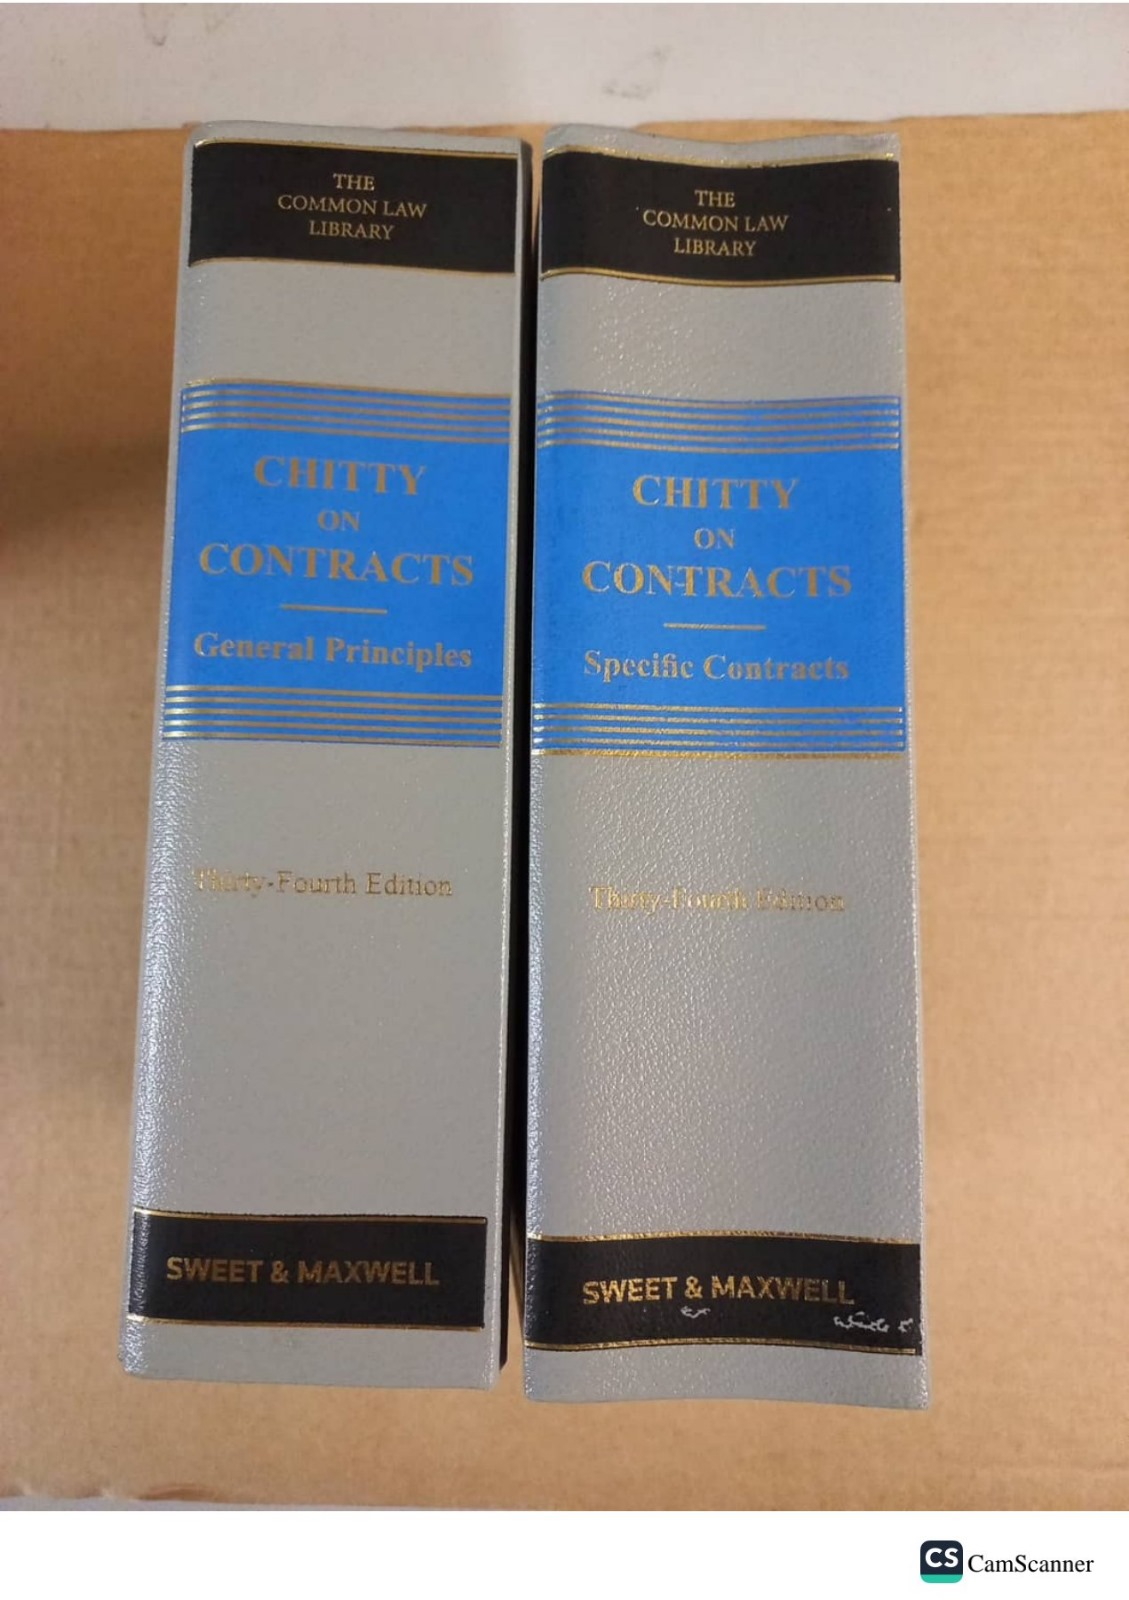 THE
COMMON LAW
LIBRARY
CHITTY
ON
CONTRACTS
General Principles
Thirty-Fourth Edition
SWEET & MAXWELL
THE
COMMON LAW
LIBRARY
CHITTY
ON
CONTRACTS
Specific Contracts
Thirty-Fourth Edition
SWEET & MAXWELL
CS CamScanner